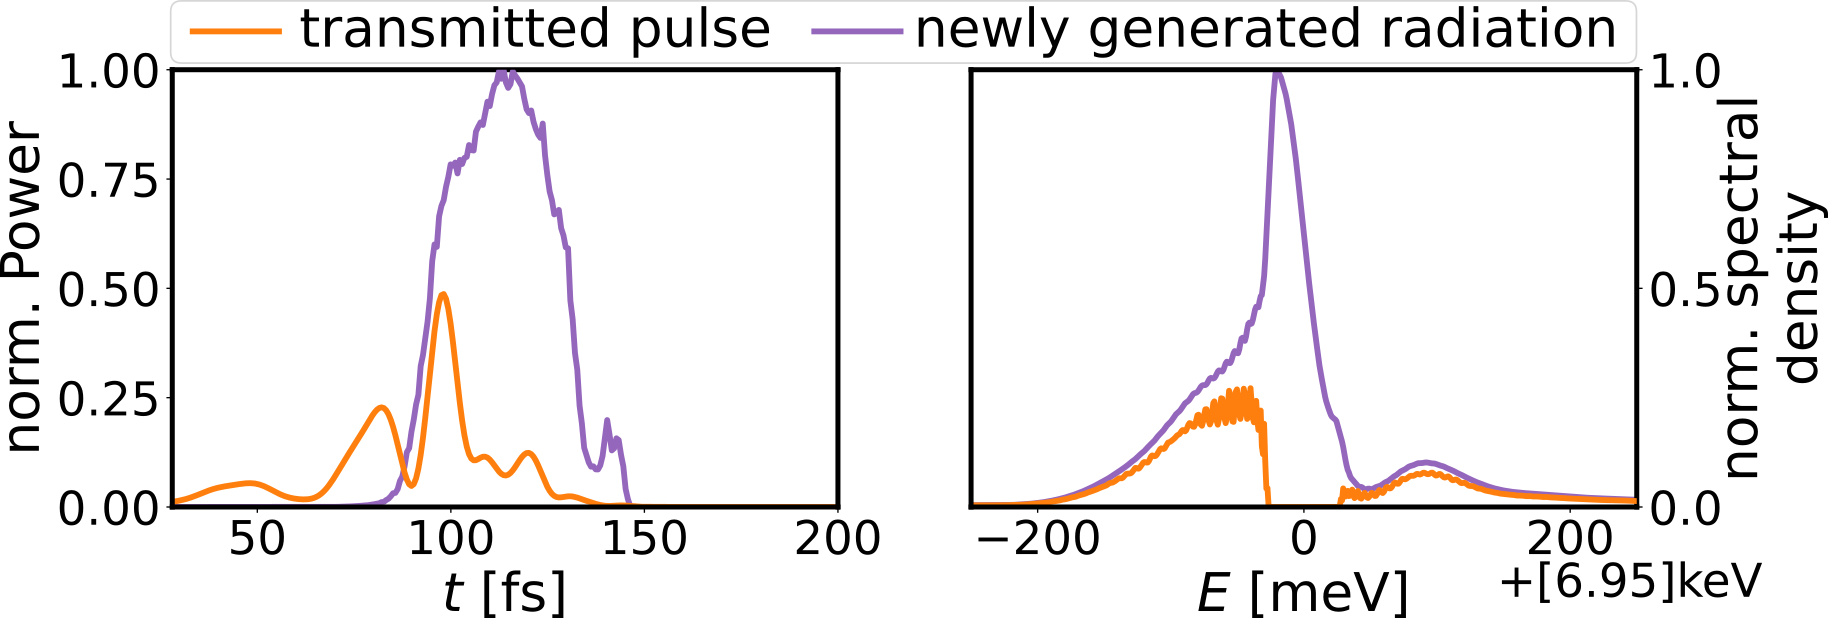 transmitted pulse newly generated radiation
norm. Power
1.00
0.75
0.50
0.25
0.00
50 100 150 200
t [fs]
1.0
0.5
0.0
norm. spectral
density
−200 0 200
E [meV]
+[6.95]keV